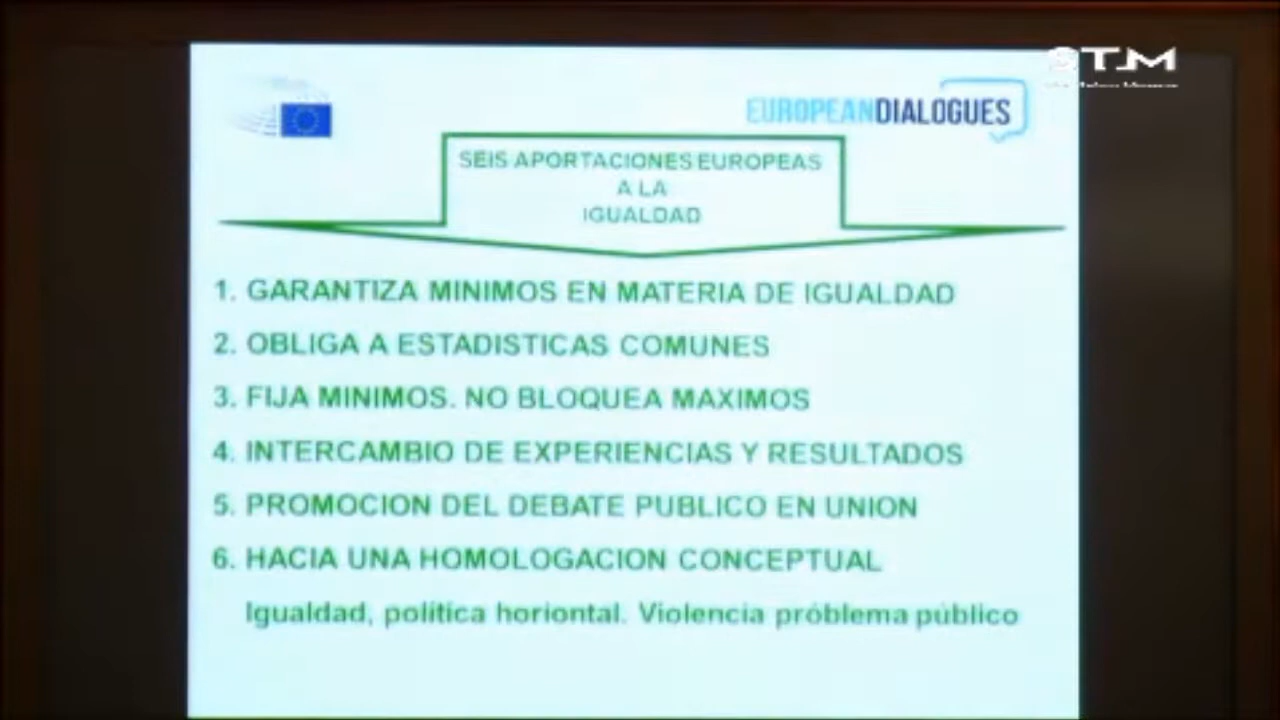 STM
EUROPEANDIALOGUES
SEIS APORTACIONES EUROPEAS
A LA
IGUALDAD
1. GARANTIZA MINIMOS EN MATERIA DE IGUALDAD
2. OBLIGA A ESTADISTICAS COMUNES
3. FIJA MINIMOS. NO BLOQUEA MAXIMOS
4. INTERCAMBIO DE EXPERIENCIAS Y RESULTADOS
5. PROMOCION DEL DEBATE PUBLICO EN UNION
6. HACIA UNA HOMOLOGACION CONCEPTUAL
Igualdad, política horiontal. Violencia próblema público